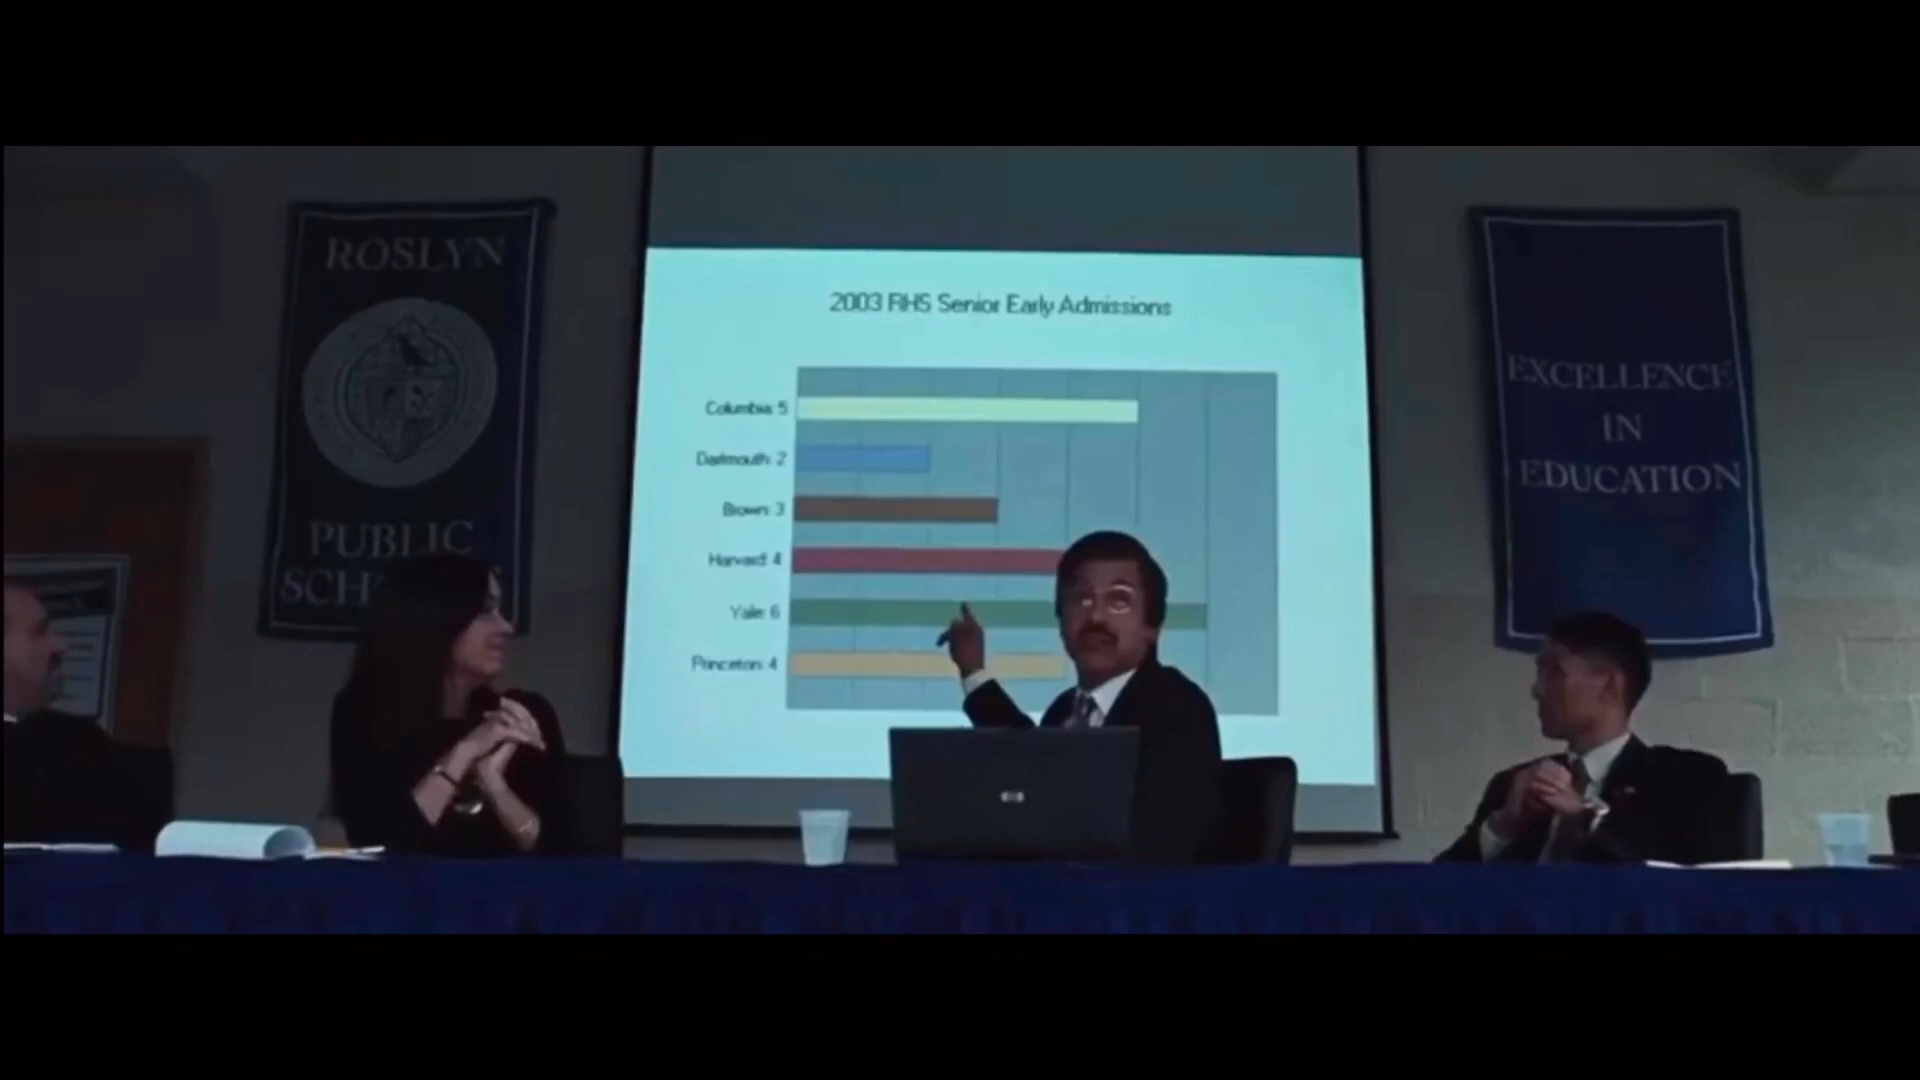 ROSLYN
PUBLIC
2003 RHS Senior Early Admissions
Columbia: 5
Dartmouth: 2
Brown: 3
Harvard: 4
Yale: 6
Princeton: 4
EXCELLENCE
IN
EDUCATION
hp